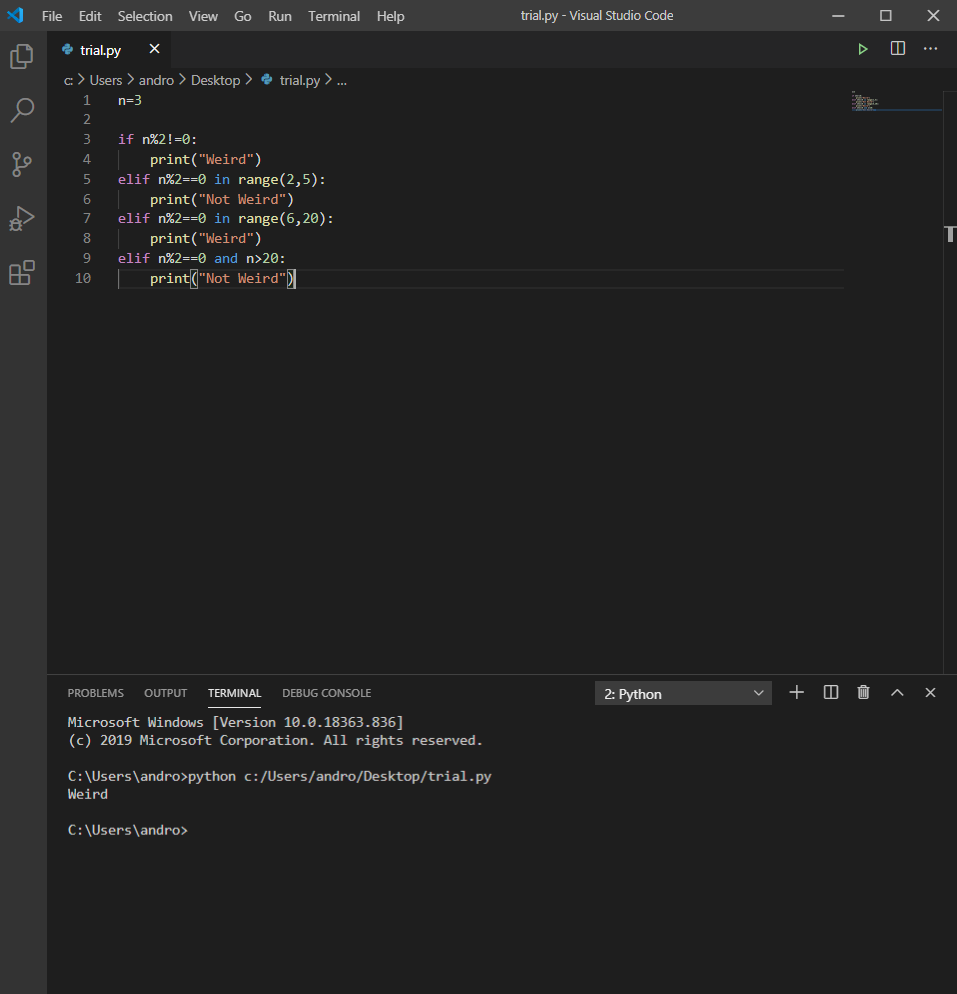 File Edit Selection View Go Run Terminal Help trial.py - Visual Studio Code
trial.py
c: > Users > andro > Desktop > trial.py > ...
1 n=3
2
3 if n%2!=0:
4     print("Weird")
5 elif n%2==0 in range(2,5):
6     print("Not Weird")
7 elif n%2==0 in range(6,20):
8     print("Weird")
9 elif n%2==0 and n>20:
10     print("Not Weird")
PROBLEMS OUTPUT TERMINAL DEBUG CONSOLE 2: Python
Microsoft Windows [Version 10.0.18363.836]
(c) 2019 Microsoft Corporation. All rights reserved.
C:\Users\andro>python c:/Users/andro/Desktop/trial.py
Weird
C:\Users\andro>